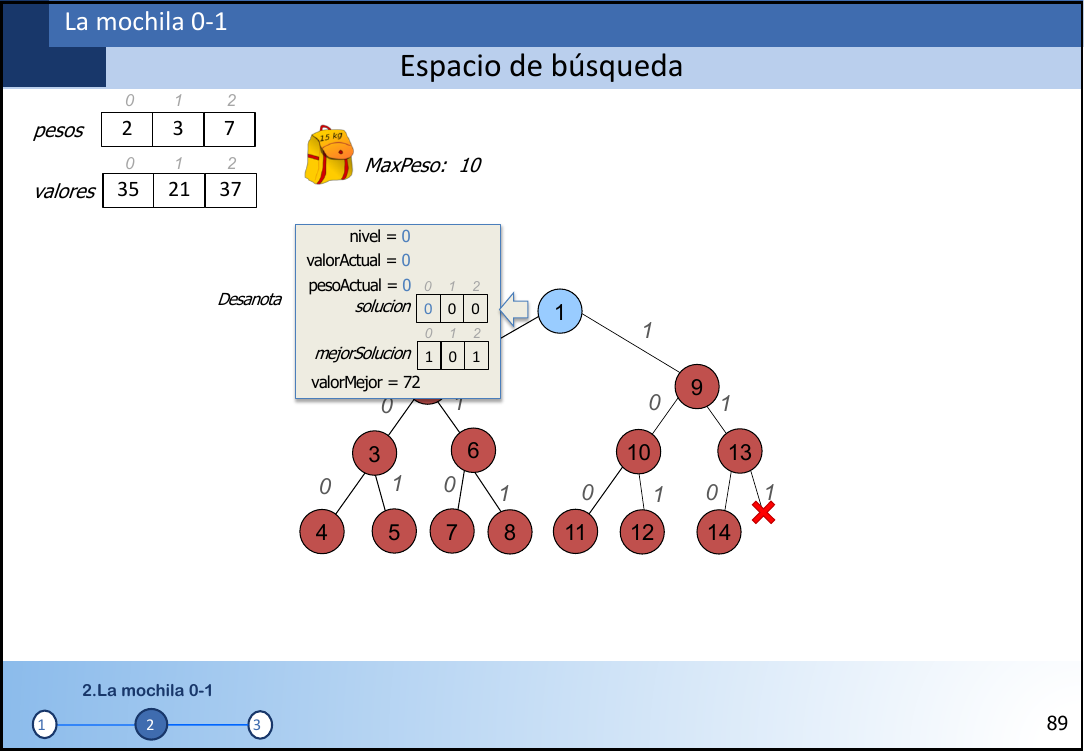 La mochila 0-1
Espacio de búsqueda
0 1 2
pesos 2 3 7
0 1 2
valores 35 21 37
15 kg
MaxPeso: 10
nivel = 0
valorActual = 0
pesoActual = 0 0 1 2
Desanota
solucion 0 0 0
0 1 2
mejorSolucion 1 0 1
valorMejor = 72
1
1
9
0 1 0 1
3 6 10 13
0 1 0 1 0 1 0 1
4 5 7 8 11 12 14
2.La mochila 0-1
1 2 3
89